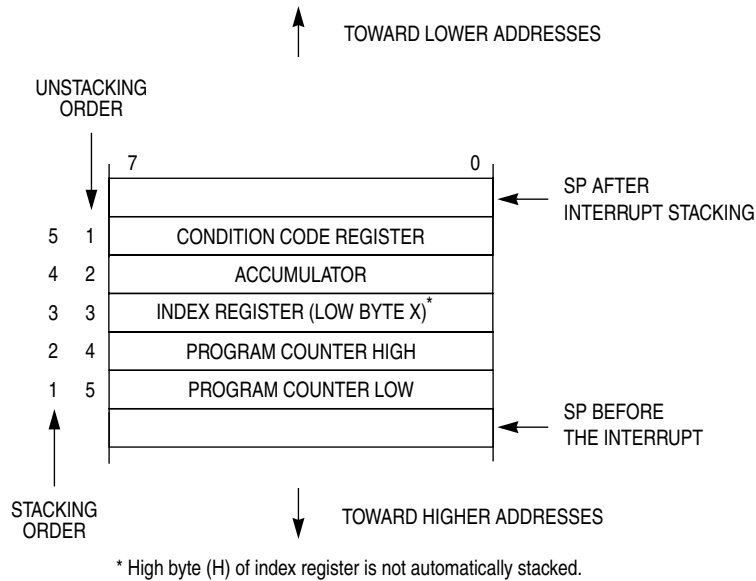 TOWARD LOWER ADDRESSES
UNSTACKING
ORDER
7 0
SP AFTER
INTERRUPT STACKING
5 1 CONDITION CODE REGISTER
4 2 ACCUMULATOR
3 3 INDEX REGISTER (LOW BYTE X)*
2 4 PROGRAM COUNTER HIGH
1 5 PROGRAM COUNTER LOW
SP BEFORE
THE INTERRUPT
STACKING
ORDER
TOWARD HIGHER ADDRESSES
* High byte (H) of index register is not automatically stacked.